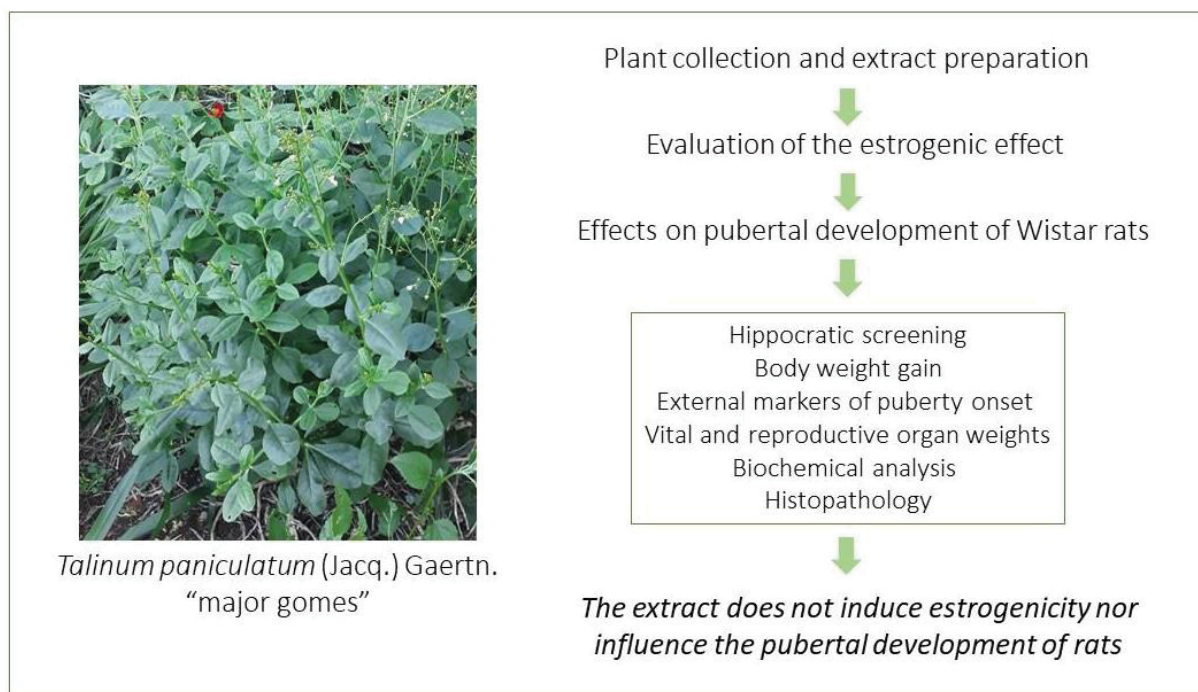 Plant collection and extract preparation
Evaluation of the estrogenic effect
Effects on pubertal development of Wistar rats
Hippocratic screening
Body weight gain
External markers of puberty onset
Vital and reproductive organ weights
Biochemical analysis
Histopathology
The extract does not induce estrogenicity nor
influence the pubertal development of rats
Talinum paniculatum (Jacq.) Gaertn.
“major gomes”